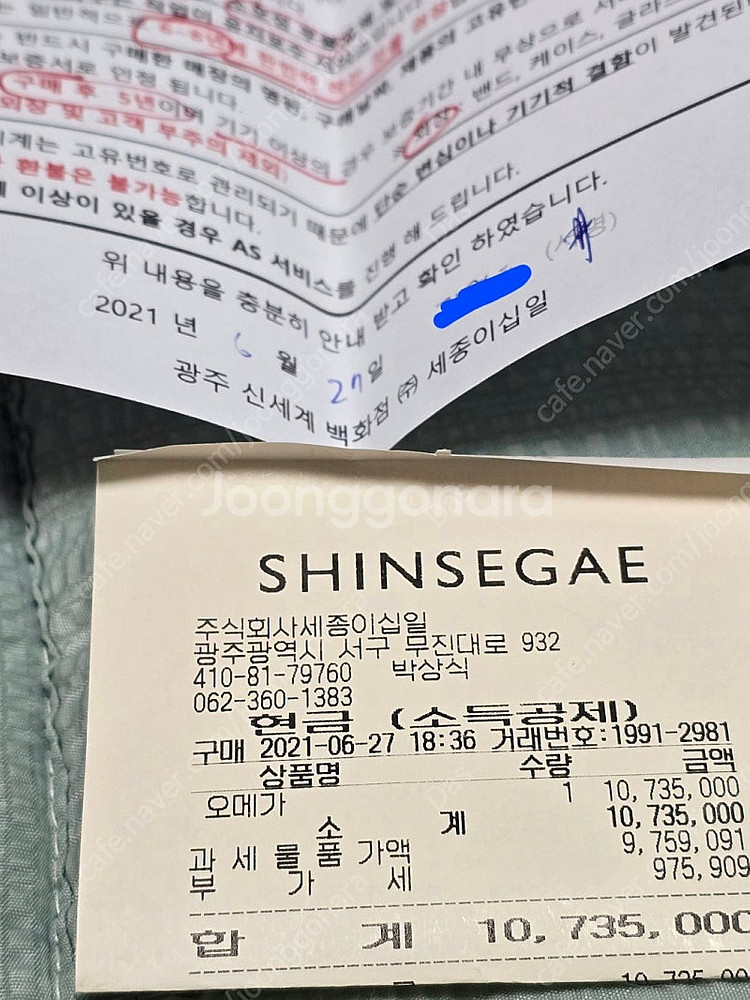 반드시 구매한 매장의 명판, 구매날짜, 제품의 고유번
보증서로 인정 됩니다.
보증기간 내 무상으로
구매 후 5년이며 기기 이상의 경우
밴드, 케이스, 글라스
외장 및 고객 부주의 제외)
계는 고유번호로 관리되기 때문에 단순 변심이나 기기적 결함이 발견된
환불은 불가능합니다.
이상이 있을 경우 AS 서비스를 진행 해 드립니다.
위 내용을 충분히 안내 받고 확인 하였습니다.
2021 년 6 월 27일
광주 신세계 백화점 ㈜ 세종이십일
Joonggonara
SHINSEGAE
주식회사세종이십일
광주광역시 서구 무진대로 932
410-81-79760 박상식
062-360-1383
현금 (소득공제)
구매 2021-06-27 18:36 거래번호:1991-2981
상품명 수량 금액
오메가 1 10,735,000
소 계 10,735,000
과 세 물 품 가액 9,759,091
부 가 세 975,909
합 계 10,735,000